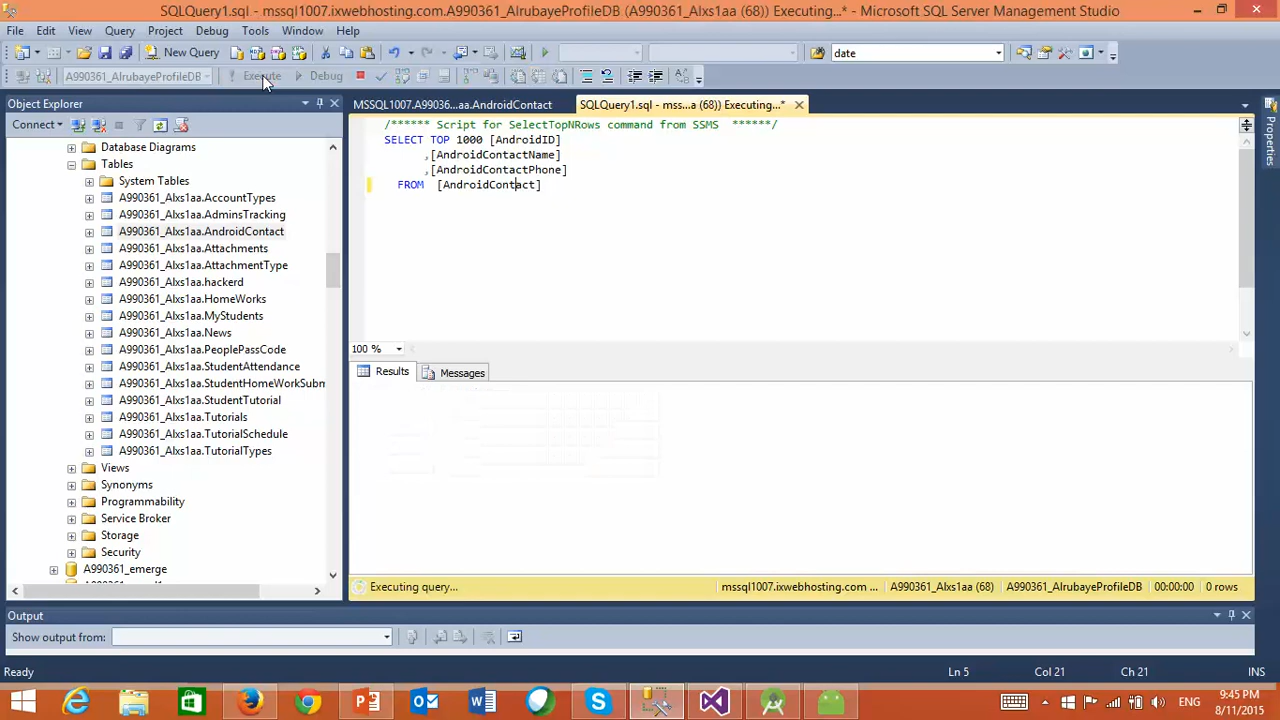 SQLQuery1.sql - mssql1007.ixwebhosting.com.A990361_AlrubayeProfileDB (A990361_Alxs1aa (68)) Executing...* - Microsoft SQL Server Management Studio
File Edit View Query Project Debug Tools Window Help
New Query date
A990361_AlrubayeProfileDB Execute Debug
Object Explorer
MSSQL1007.A99036...aa.AndroidContact SQLQuery1.sql - mss...a (68)) Executing...*
Connect
Properties
Database Diagrams
Tables
System Tables
A990361_Alxs1aa.AccountTypes
A990361_Alxs1aa.AdminsTracking
A990361_Alxs1aa.AndroidContact
A990361_Alxs1aa.Attachments
A990361_Alxs1aa.AttachmentType
A990361_Alxs1aa.hackerd
A990361_Alxs1aa.HomeWorks
A990361_Alxs1aa.MyStudents
A990361_Alxs1aa.News
A990361_Alxs1aa.PeoplePassCode
A990361_Alxs1aa.StudentAttendance
A990361_Alxs1aa.StudentHomeWorkSubm
A990361_Alxs1aa.StudentTutorial
A990361_Alxs1aa.Tutorials
A990361_Alxs1aa.TutorialSchedule
A990361_Alxs1aa.TutorialTypes
Views
Synonyms
Programmability
Service Broker
Storage
Security
A990361_emerge
/****** Script for SelectTopNRows command from SSMS ******/
SELECT TOP 1000 [AndroidID]
,[AndroidContactName]
,[AndroidContactPhone]
FROM [AndroidContact]
100 %
Results Messages
Executing query... mssql1007.ixwebhosting.com ... A990361_Alxs1aa (68) A990361_AlrubayeProfileDB 00:00:00 0 rows
Output
Show output from:
Ready Ln 5 Col 21 Ch 21 INS
ENG
9:45 PM
8/11/2015